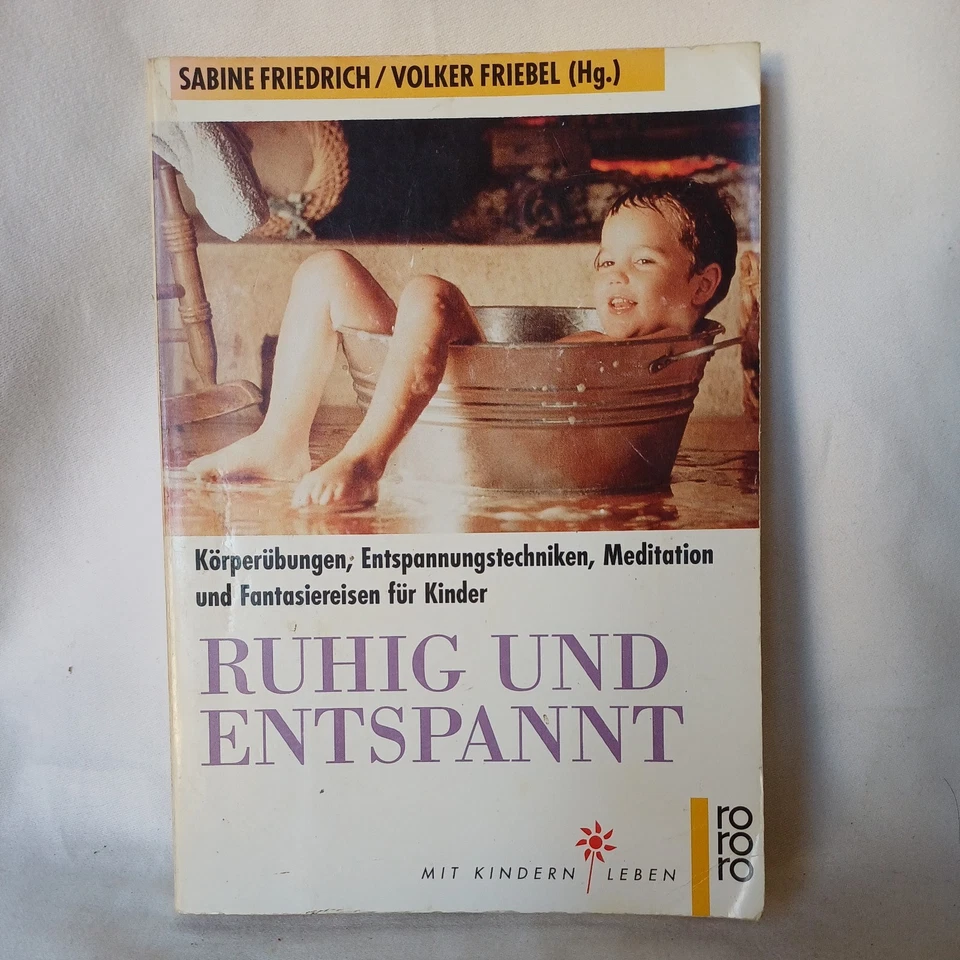 SABINE FRIEDRICH / VOLKER FRIEBEL (Hg.)
Körperübungen, Entspannungstechniken, Meditation
und Fantasiereisen für Kinder
RUHIG UND
ENTSPANNT
MIT KINDERN LEBEN
ro
ro
ro